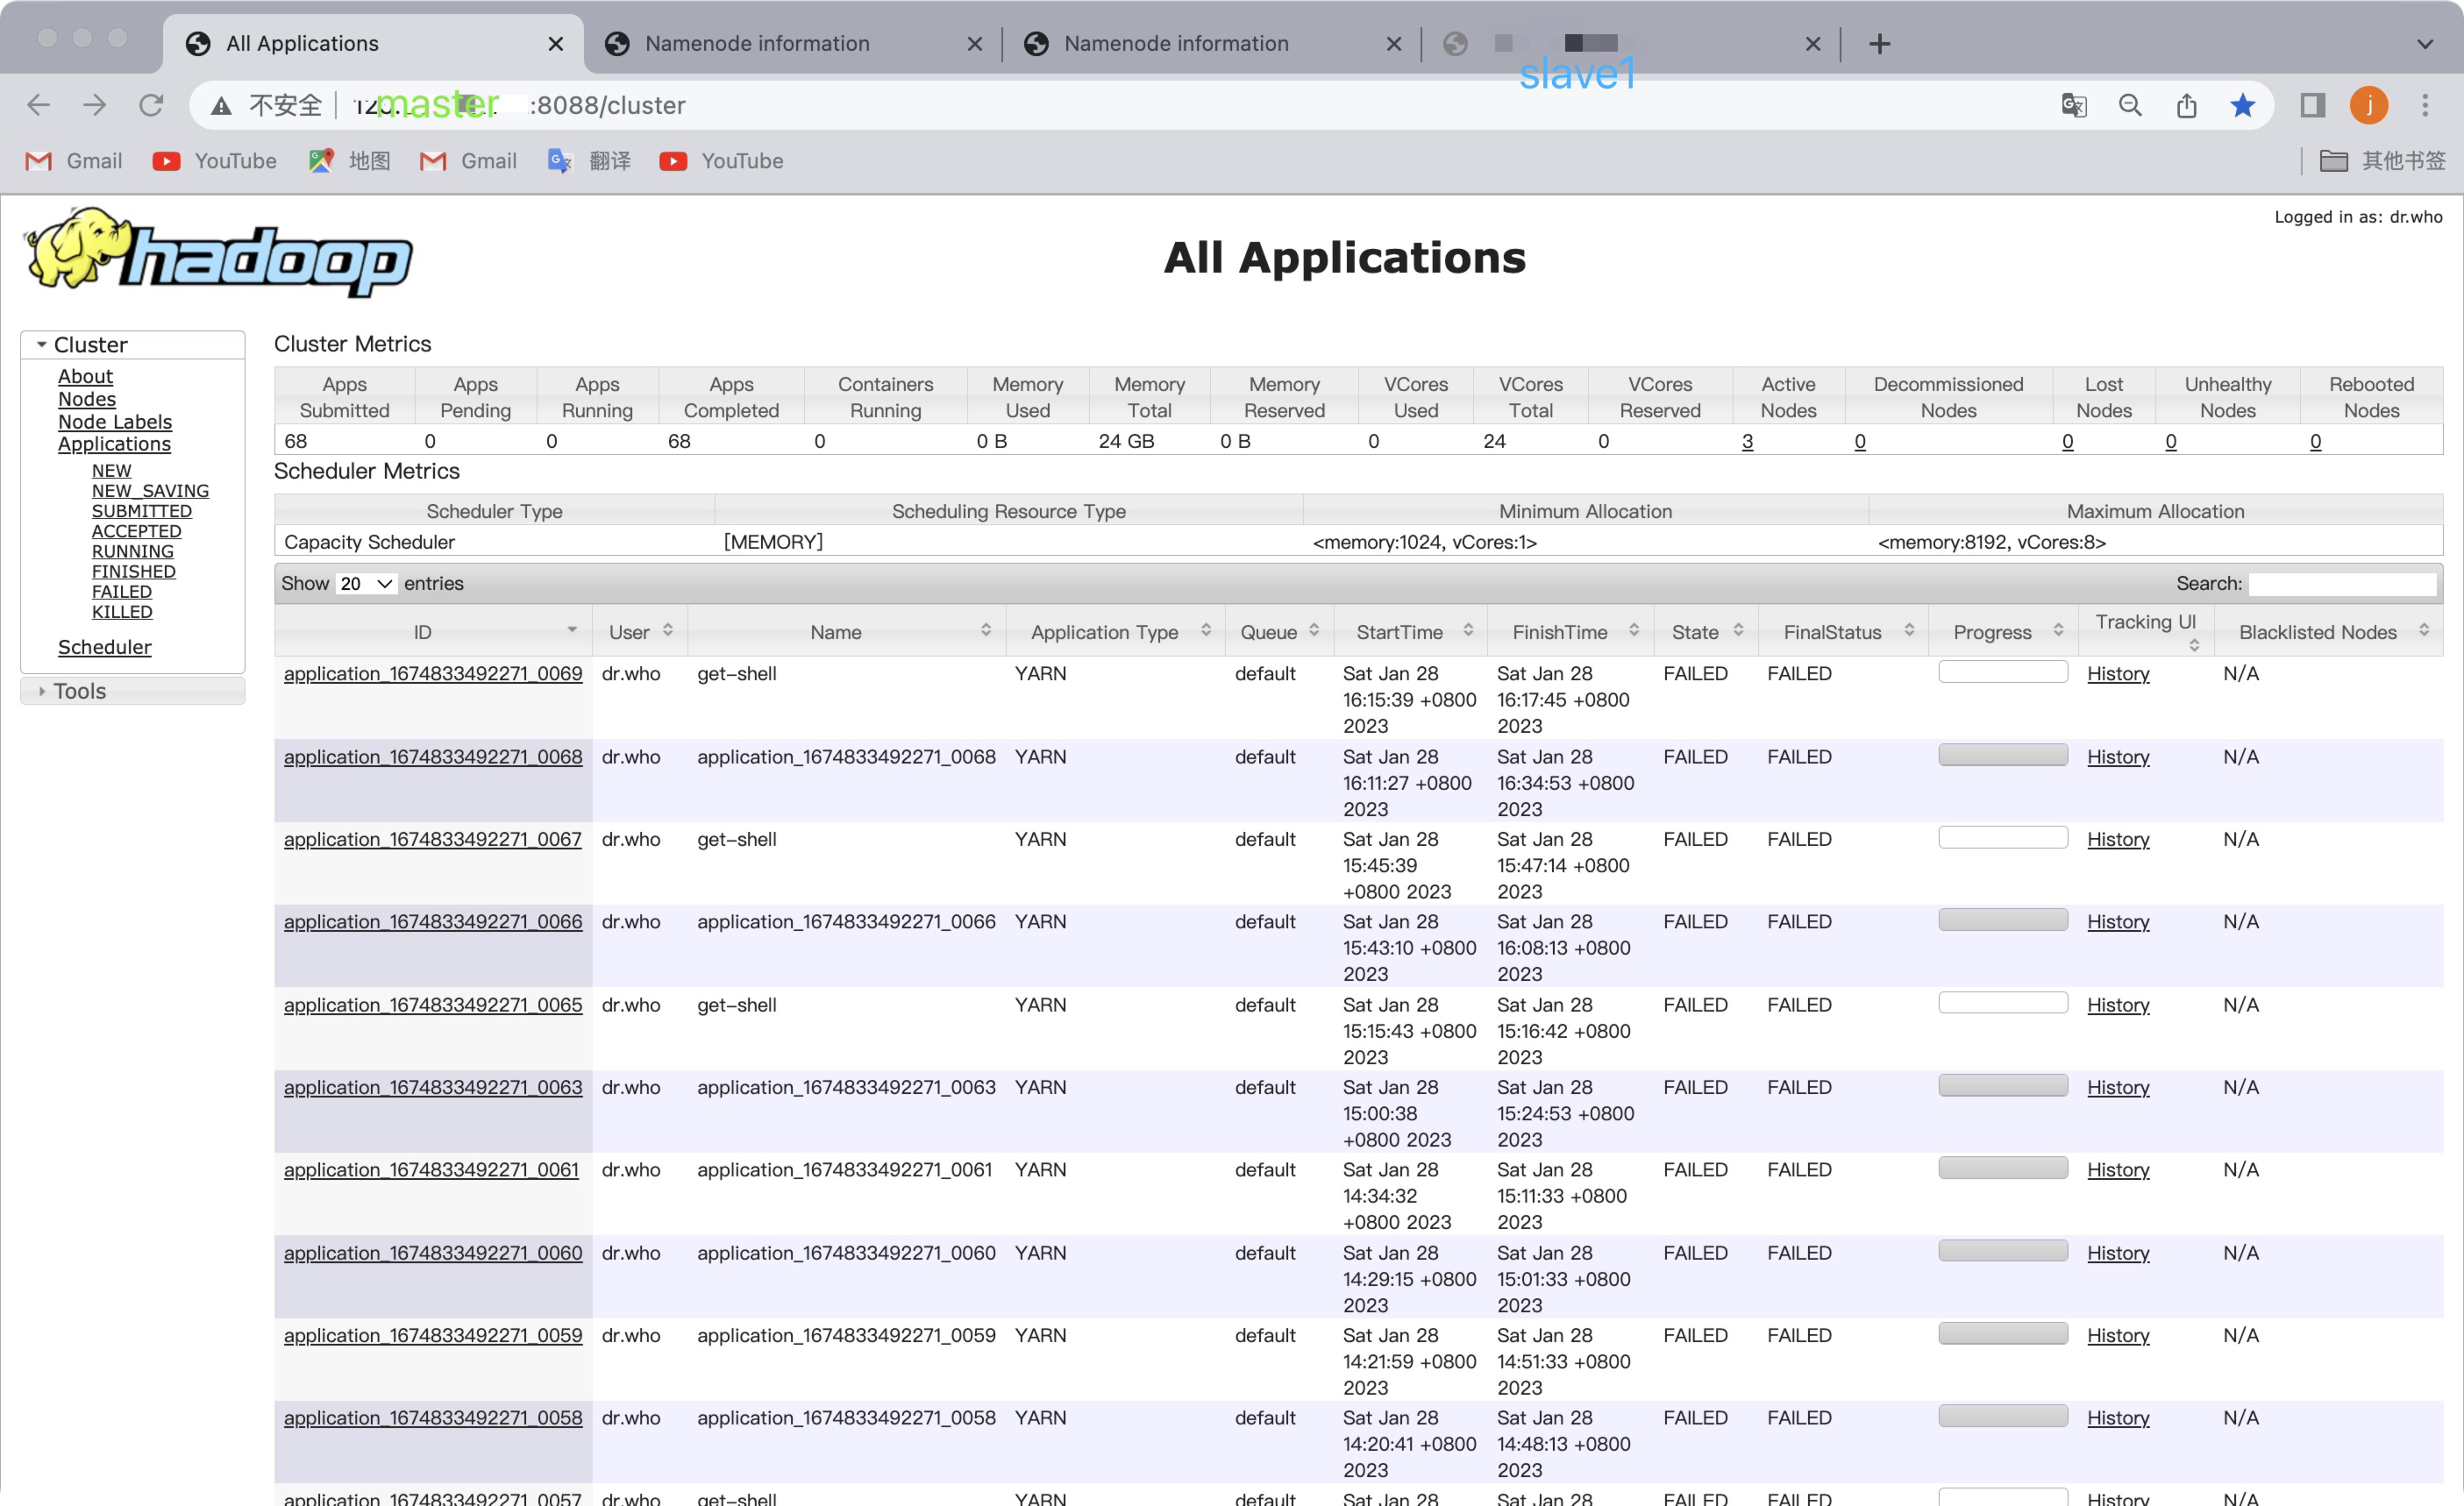 All Applications
Namenode information
Namenode information
slave1
不安全
master
:8088/cluster
j
Gmail
YouTube
地图
Gmail
翻译
YouTube
其他书签
hadoop
All Applications
Logged in as: dr.who
Cluster
About
Nodes
Node Labels
Applications
NEW
NEW_SAVING
SUBMITTED
ACCEPTED
RUNNING
FINISHED
FAILED
KILLED
Scheduler
Tools
Cluster Metrics
Apps Submitted Apps Pending Apps Running Apps Completed Containers Running Memory Used Memory Total Memory Reserved VCores Used VCores Total VCores Reserved Active Nodes Decommissioned Nodes Lost Nodes Unhealthy Nodes Rebooted Nodes
68 0 0 68 0 0 B 24 GB 0 B 0 24 0 3 0 0 0 0
Scheduler Metrics
Scheduler Type Scheduling Resource Type Minimum Allocation Maximum Allocation
Capacity Scheduler [MEMORY] <memory:1024, vCores:1> <memory:8192, vCores:8>
Show 20 entries Search:
ID User Name Application Type Queue StartTime FinishTime State FinalStatus Progress Tracking UI Blacklisted Nodes
application_1674833492271_0069 dr.who get-shell YARN default Sat Jan 28 16:15:39 +0800 2023 Sat Jan 28 16:17:45 +0800 2023 FAILED FAILED History N/A
application_1674833492271_0068 dr.who application_1674833492271_0068 YARN default Sat Jan 28 16:11:27 +0800 2023 Sat Jan 28 16:34:53 +0800 2023 FAILED FAILED History N/A
application_1674833492271_0067 dr.who get-shell YARN default Sat Jan 28 15:45:39 +0800 2023 Sat Jan 28 15:47:14 +0800 2023 FAILED FAILED History N/A
application_1674833492271_0066 dr.who application_1674833492271_0066 YARN default Sat Jan 28 15:43:10 +0800 2023 Sat Jan 28 16:08:13 +0800 2023 FAILED FAILED History N/A
application_1674833492271_0065 dr.who get-shell YARN default Sat Jan 28 15:15:43 +0800 2023 Sat Jan 28 15:16:42 +0800 2023 FAILED FAILED History N/A
application_1674833492271_0063 dr.who application_1674833492271_0063 YARN default Sat Jan 28 15:00:38 +0800 2023 Sat Jan 28 15:24:53 +0800 2023 FAILED FAILED History N/A
application_1674833492271_0061 dr.who application_1674833492271_0061 YARN default Sat Jan 28 14:34:32 +0800 2023 Sat Jan 28 15:11:33 +0800 2023 FAILED FAILED History N/A
application_1674833492271_0060 dr.who application_1674833492271_0060 YARN default Sat Jan 28 14:29:15 +0800 2023 Sat Jan 28 15:01:33 +0800 2023 FAILED FAILED History N/A
application_1674833492271_0059 dr.who application_1674833492271_0059 YARN default Sat Jan 28 14:21:59 +0800 2023 Sat Jan 28 14:51:33 +0800 2023 FAILED FAILED History N/A
application_1674833492271_0058 dr.who application_1674833492271_0058 YARN default Sat Jan 28 14:20:41 +0800 2023 Sat Jan 28 14:48:13 +0800 2023 FAILED FAILED History N/A
application_1674833492271_0057 dr.who get-shell YARN default Sat Jan 28 Sat Jan 28 FAILED FAILED History N/A